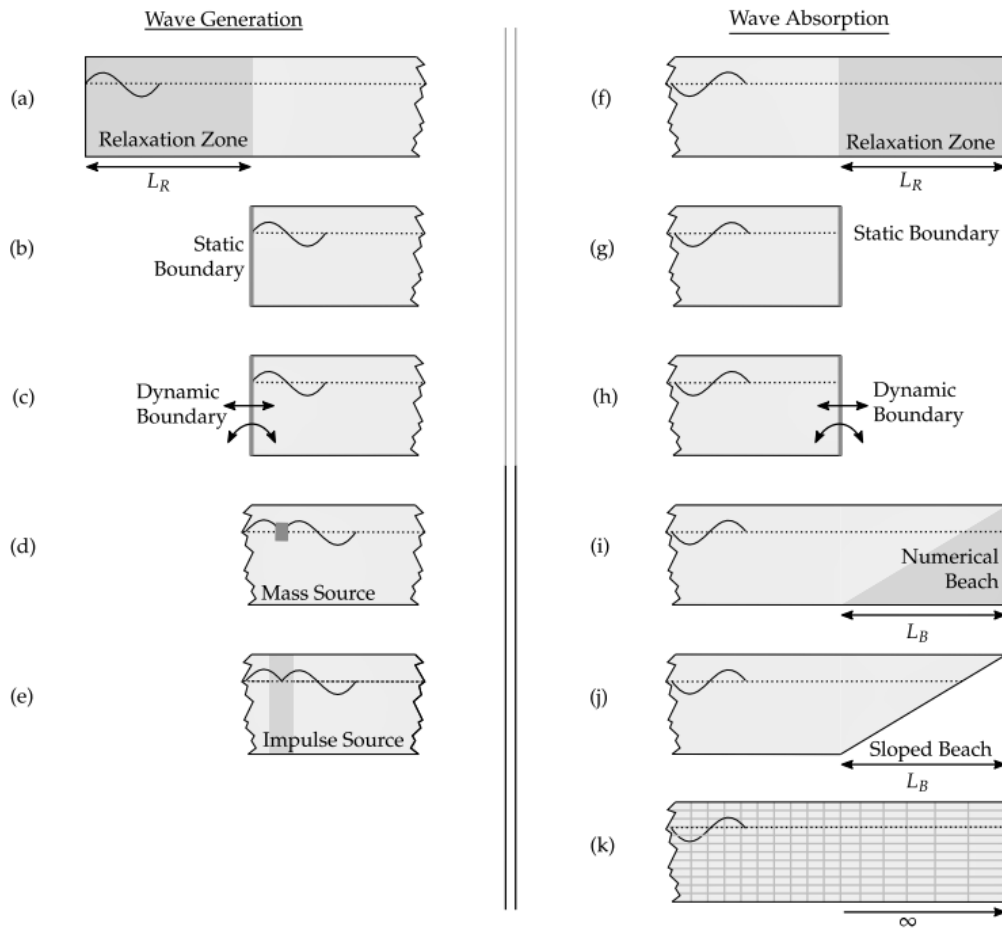 Wave Generation
(a)
Relaxation Zone
L_R
(b)
Static
Boundary
(c)
Dynamic
Boundary
(d)
Mass Source
(e)
Impulse Source
Wave Absorption
(f)
Relaxation Zone
L_R
(g)
Static Boundary
(h)
Dynamic
Boundary
(i)
Numerical
Beach
L_B
(j)
Sloped Beach
L_B
(k)
∞